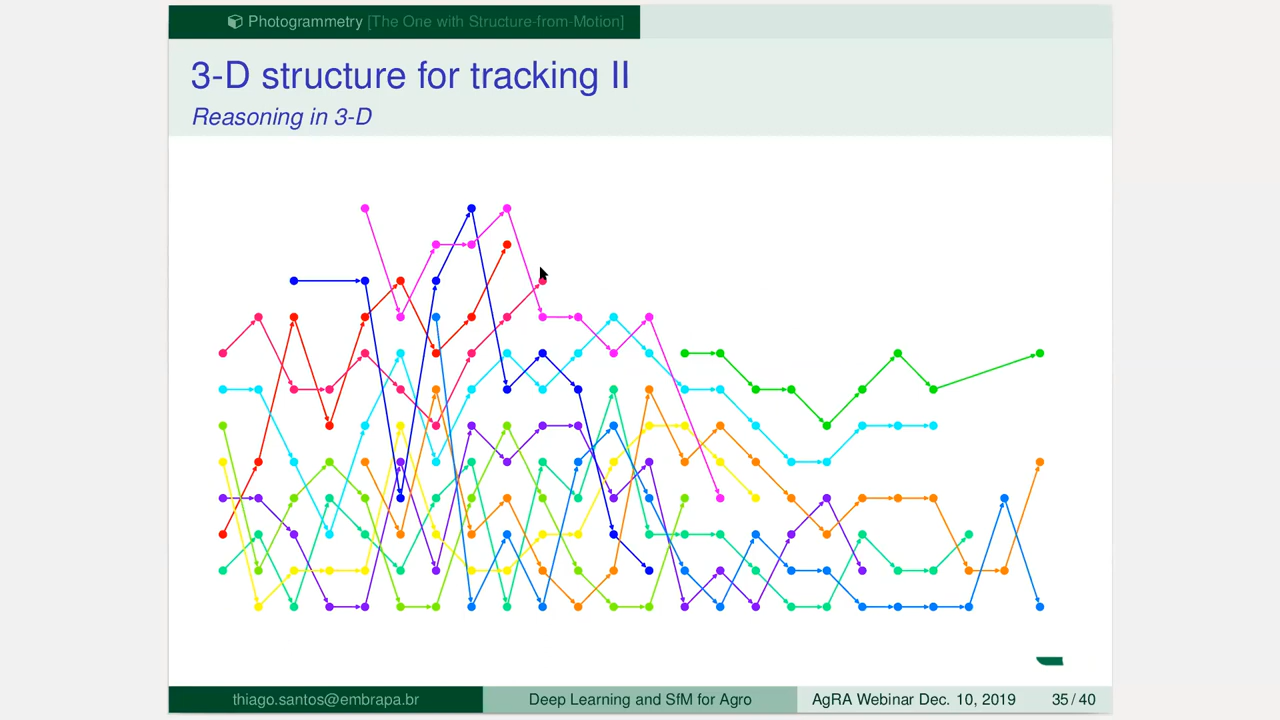 Photogrammetry [The One with Structure-from-Motion]
3-D structure for tracking II
Reasoning in 3-D
thiago.santos@embrapa.br
Deep Learning and SfM for Agro
AgRA Webinar Dec. 10, 2019
35 / 40